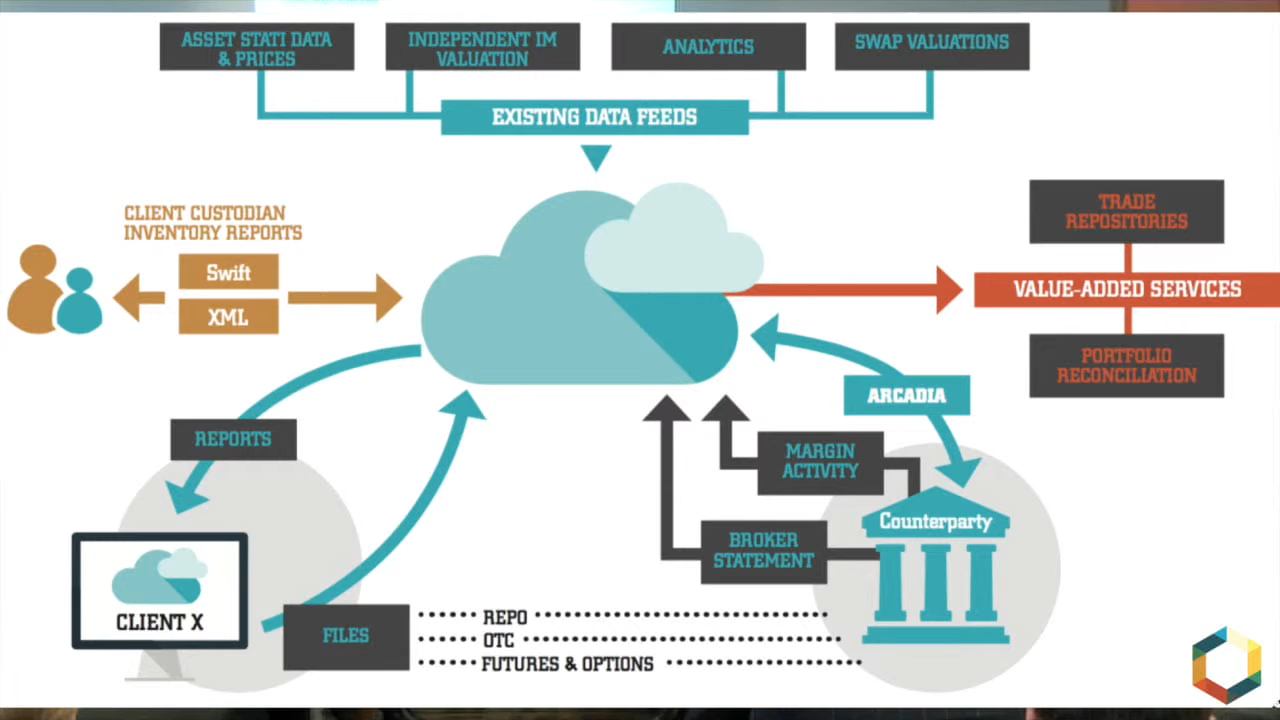 ASSET STATI DATA
& PRICES
INDEPENDENT IM
VALUATION
ANALYTICS
SWAP VALUATIONS
EXISTING DATA FEEDS
CLIENT CUSTODIAN
INVENTORY REPORTS
Swift
XML
TRADE
REPOSITORIES
VALUE-ADDED SERVICES
PORTFOLIO
RECONCILIATION
ARCADIA
REPORTS
MARGIN
ACTIVITY
Counterparty
BROKER
STATEMENT
CLIENT X
FILES
REPO
OTC
FUTURES & OPTIONS